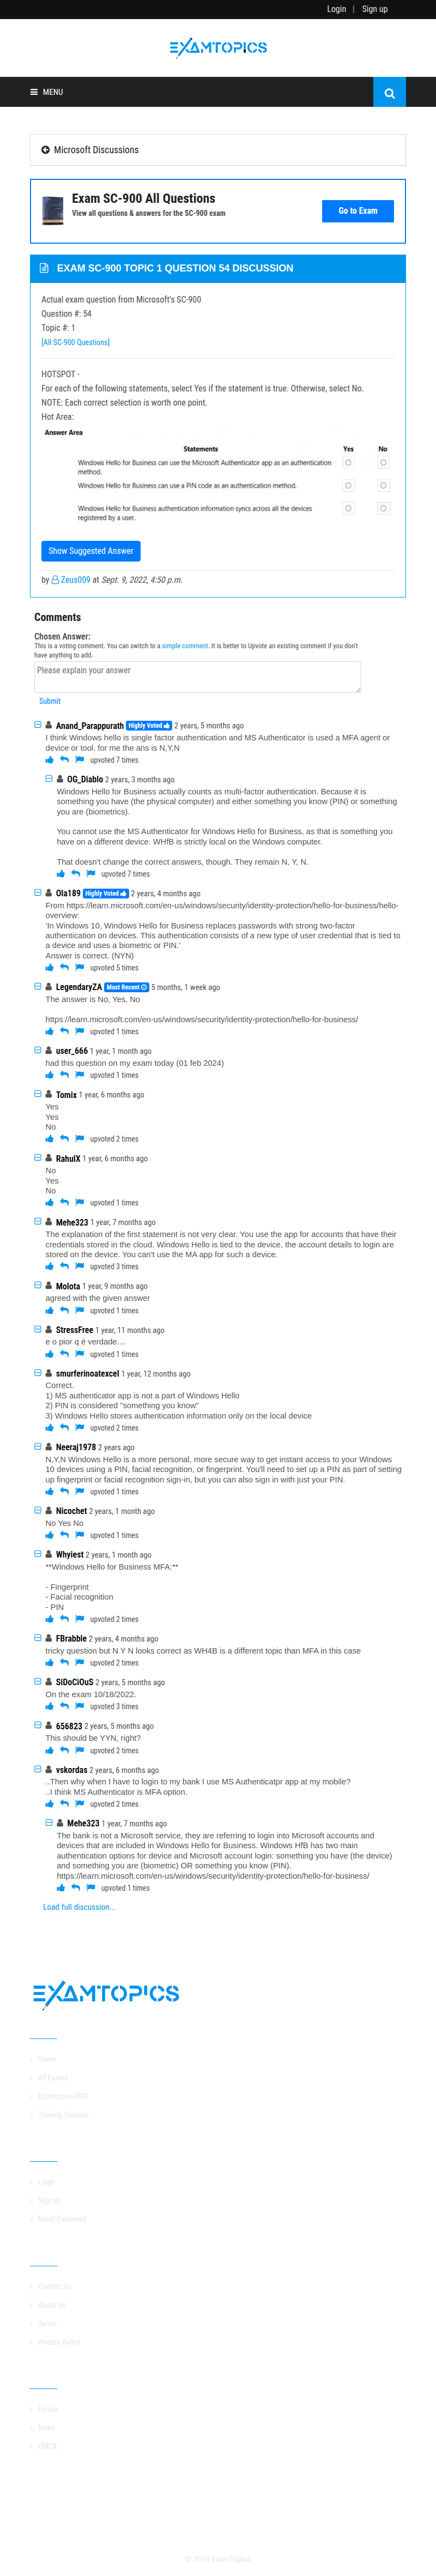 Login | Sign up
EXAMTOPICS
MENU
Microsoft Discussions
Exam SC-900 All Questions
View all questions & answers for the SC-900 exam
Go to Exam
EXAM SC-900 TOPIC 1 QUESTION 54 DISCUSSION
Actual exam question from Microsoft's SC-900
Question #: 54
Topic #: 1
[All SC-900 Questions]
HOTSPOT -
For each of the following statements, select Yes if the statement is true. Otherwise, select No.
NOTE: Each correct selection is worth one point.
Hot Area:
Answer Area
Statements Yes No
Windows Hello for Business can use the Microsoft Authenticator app as an authentication
method.
Windows Hello for Business can use a PIN code as an authentication method.
Windows Hello for Business authentication information syncs across all the devices
registered by a user.
Show Suggested Answer
by Zeus009 at Sept. 9, 2022, 4:50 p.m.
Comments
Chosen Answer:
This is a voting comment. You can switch to a simple comment. It is better to Upvote an existing comment if you don't
have anything to add.
Please explain your answer
Submit
Anand_Parappurath Highly Voted 2 years, 5 months ago
I think Windows hello is single factor authentication and MS Authenticator is used a MFA agent or
device or tool. for me the ans is N,Y,N
upvoted 7 times
OG_Diablo 2 years, 3 months ago
Windows Hello for Business actually counts as multi-factor authentication. Because it is
something you have (the physical computer) and either something you know (PIN) or something
you are (biometrics).
You cannot use the MS Authenticator for Windows Hello for Business, as that is something you
have on a different device. WHfB is strictly local on the Windows computer.
That doesn't change the correct answers, though. They remain N, Y, N.
upvoted 7 times
Ola189 Highly Voted 2 years, 4 months ago
From https://learn.microsoft.com/en-us/windows/security/identity-protection/hello-for-business/hello-
overview:
'In Windows 10, Windows Hello for Business replaces passwords with strong two-factor
authentication on devices. This authentication consists of a new type of user credential that is tied to
a device and uses a biometric or PIN.'
Answer is correct. (NYN)
upvoted 5 times
LegendaryZA Most Recent 5 months, 1 week ago
The answer is No, Yes, No
https://learn.microsoft.com/en-us/windows/security/identity-protection/hello-for-business/
upvoted 1 times
user_666 1 year, 1 month ago
had this question on my exam today (01 feb 2024)
upvoted 1 times
Tomix 1 year, 6 months ago
Yes
Yes
No
upvoted 2 times
RahulX 1 year, 6 months ago
No
Yes
No
upvoted 1 times
Mehe323 1 year, 7 months ago
The explanation of the first statement is not very clear. You use the app for accounts that have their
credentials stored in the cloud. Windows Hello is tied to the device, the account details to login are
stored on the device. You can't use the MA app for such a device.
upvoted 3 times
Molota 1 year, 9 months ago
agreed with the given answer
upvoted 1 times
StressFree 1 year, 11 months ago
e o pior q é verdade....
upvoted 1 times
smurferinoatexcel 1 year, 12 months ago
Correct.
1) MS authenticator app is not a part of Windows Hello
2) PIN is considered "something you know"
3) Windows Hello stores authentication information only on the local device
upvoted 2 times
Neeraj1978 2 years ago
N,Y,N Windows Hello is a more personal, more secure way to get instant access to your Windows
10 devices using a PIN, facial recognition, or fingerprint. You'll need to set up a PIN as part of setting
up fingerprint or facial recognition sign-in, but you can also sign in with just your PIN.
upvoted 1 times
Nicochet 2 years, 1 month ago
No Yes No
upvoted 1 times
Whyiest 2 years, 1 month ago
**Windows Hello for Business MFA:**
- Fingerprint
- Facial recognition
- PIN
upvoted 2 times
FBrabble 2 years, 4 months ago
tricky question but N Y N looks correct as WH4B is a different topic than MFA in this case
upvoted 2 times
SiDoCiOuS 2 years, 5 months ago
On the exam 10/18/2022.
upvoted 3 times
656823 2 years, 5 months ago
This should be YYN, right?
upvoted 2 times
vskordas 2 years, 6 months ago
..Then why when I have to login to my bank I use MS Authenticatpr app at my mobile?
..I think MS Authenticator is MFA option.
upvoted 2 times
Mehe323 1 year, 7 months ago
The bank is not a Microsoft service, they are referring to login into Microsoft accounts and
devices that are included in Windows Hello for Business. Windows HfB has two main
authentication options for device and Microsoft account login: something you have (the device)
and something you are (biometric) OR something you know (PIN).
https://learn.microsoft.com/en-us/windows/security/identity-protection/hello-for-business/
upvoted 1 times
Load full discussion...
EXAMTOPICS
Home
All Exams
Examtopics PRO
Training Courses
Login
Sign up
Reset Password
Contact Us
About Us
Terms
Privacy Policy
Forum
News
DMCA
© 2024 ExamTopics